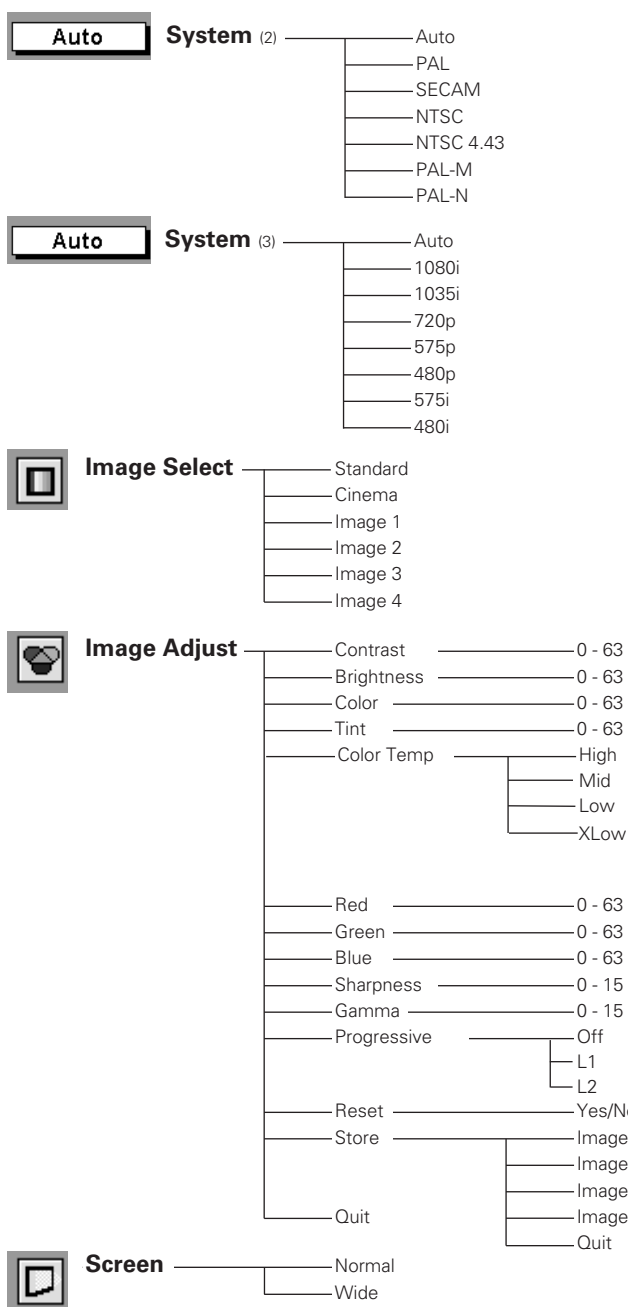 Auto System (2) Auto
PAL
SECAM
NTSC
NTSC 4.43
PAL-M
PAL-N
Auto System (3) Auto
1080i
1035i
720p
575p
480p
575i
480i
Image Select Standard
Cinema
Image 1
Image 2
Image 3
Image 4
Image Adjust Contrast 0 - 63
Brightness 0 - 63
Color 0 - 63
Tint 0 - 63
Color Temp High
Mid
Low
XLow
Red 0 - 63
Green 0 - 63
Blue 0 - 63
Sharpness 0 - 15
Gamma 0 - 15
Progressive Off
L1
L2
Reset
Store Image
Image
Image
Quit Image
Quit
Screen Normal
Wide